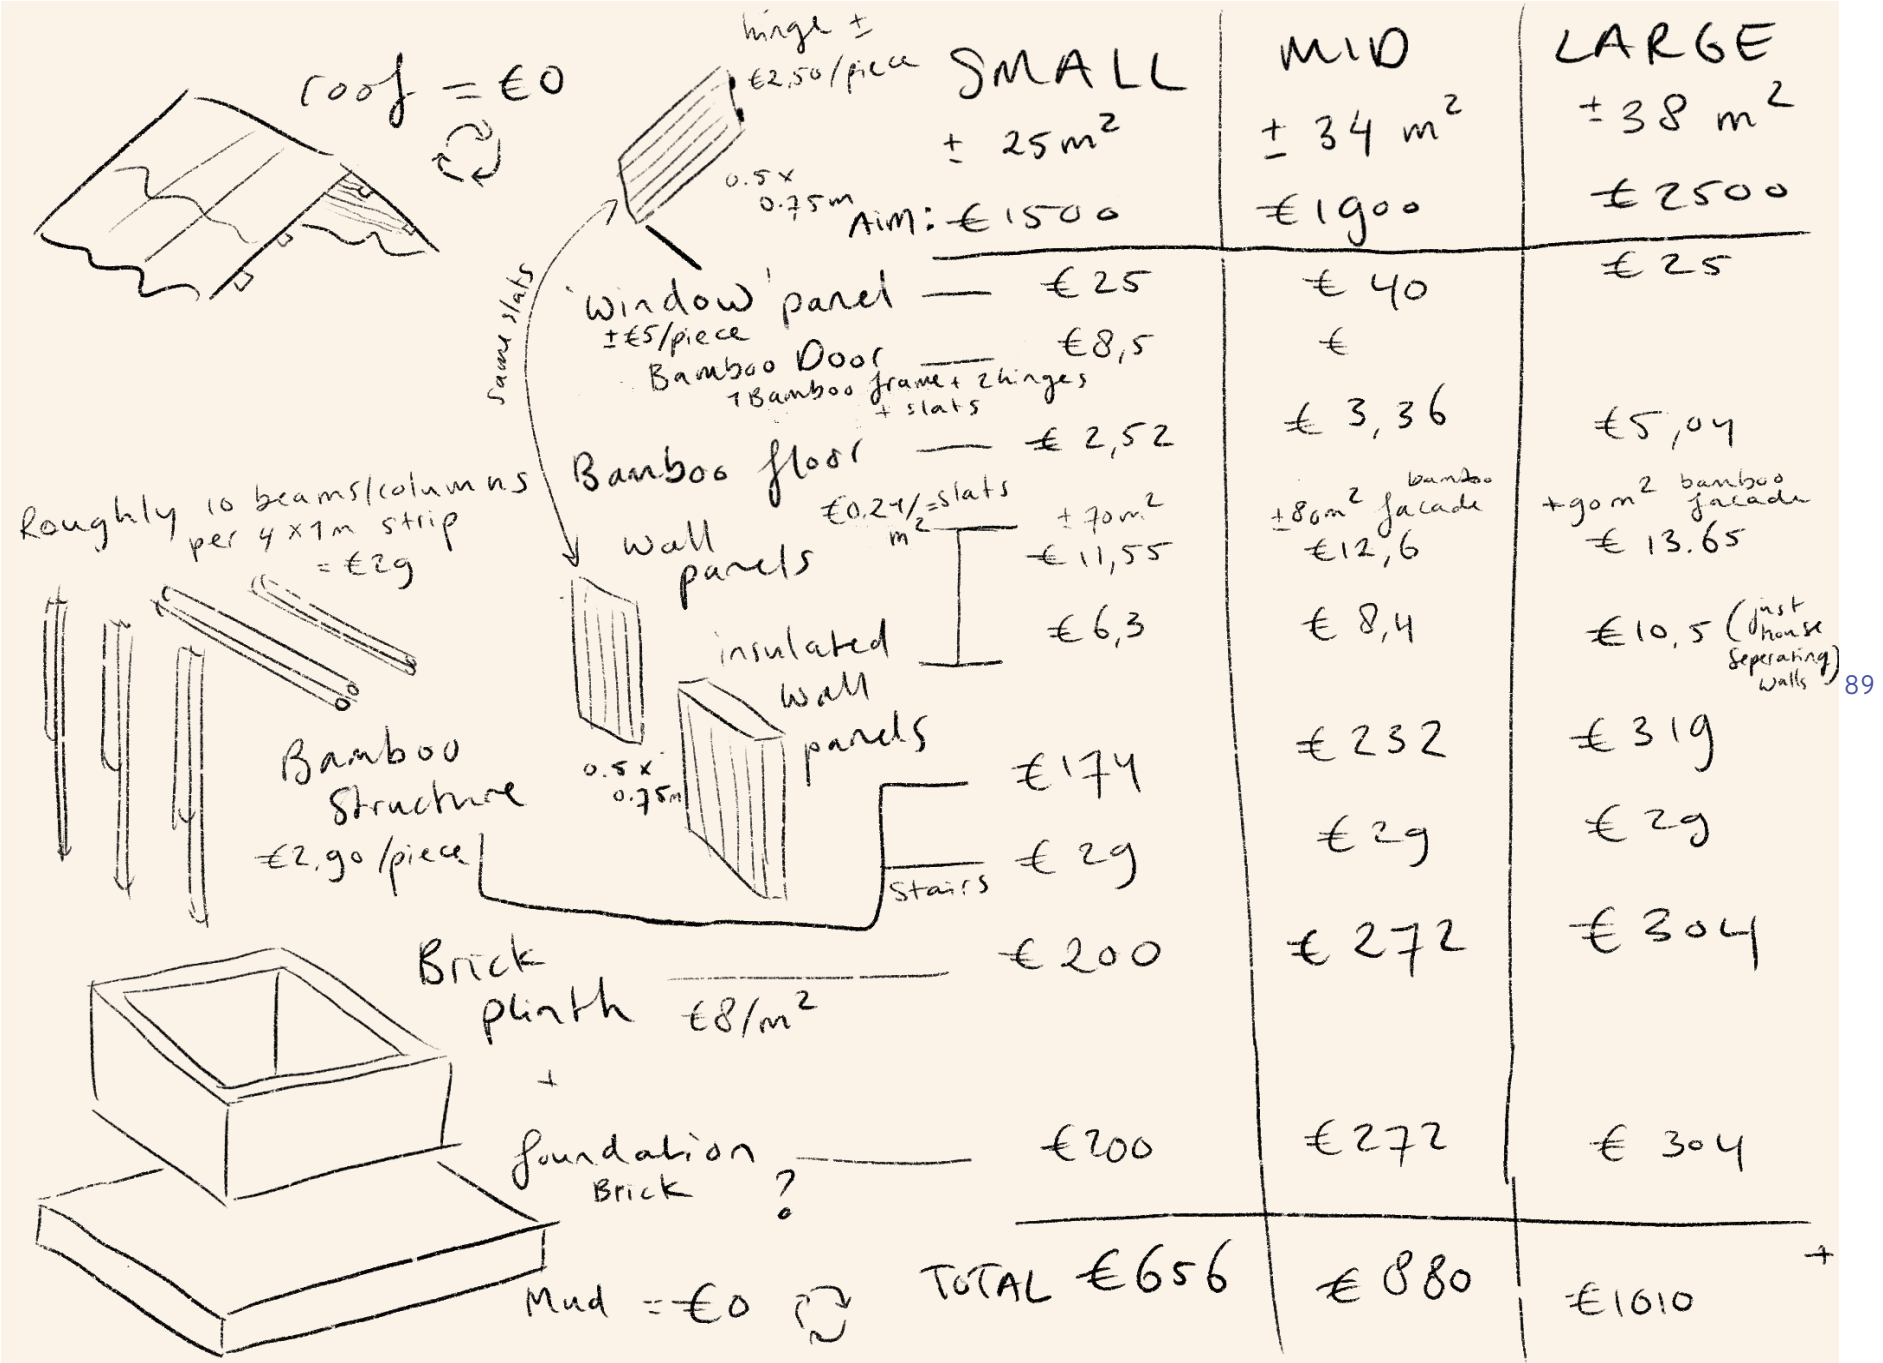 hinge ±
€2,50/piece
roof = €0
SMALL
MID
LARGE
± 25 m²
± 34 m²
± 38 m²
0.5 x
0.75m
Aim: €1500
€1900
€2500
'window' panel
€25
€40
€25
±€5/piece
same slats
Bamboo Door
€8,5
€
1 Bamboo frame + 2 hinges
+ slats
Bamboo floor
€2,52
€3,36
€5,04
Roughly 10 beams/columns
per 4 x 1m strip
= €29
€0.24/m² = slats
± 70m²
±80m² bamboo facade
+90m² bamboo facade
wall
panels
€11,55
€12,6
€13.65
insulated
wall
panels
€6,3
€8,4
€10,5 (just
house
seperating)
walls
89
0.5 x
0.75m
Bamboo
Structure
€2,90/piece
€174
€232
€319
Stairs
€29
€29
€29
Brick
plinth
€8/m²
€200
€272
€304
+
foundation
Brick
?
€200
€272
€304
+
Mud = €0
TOTAL €656
€880
€1010